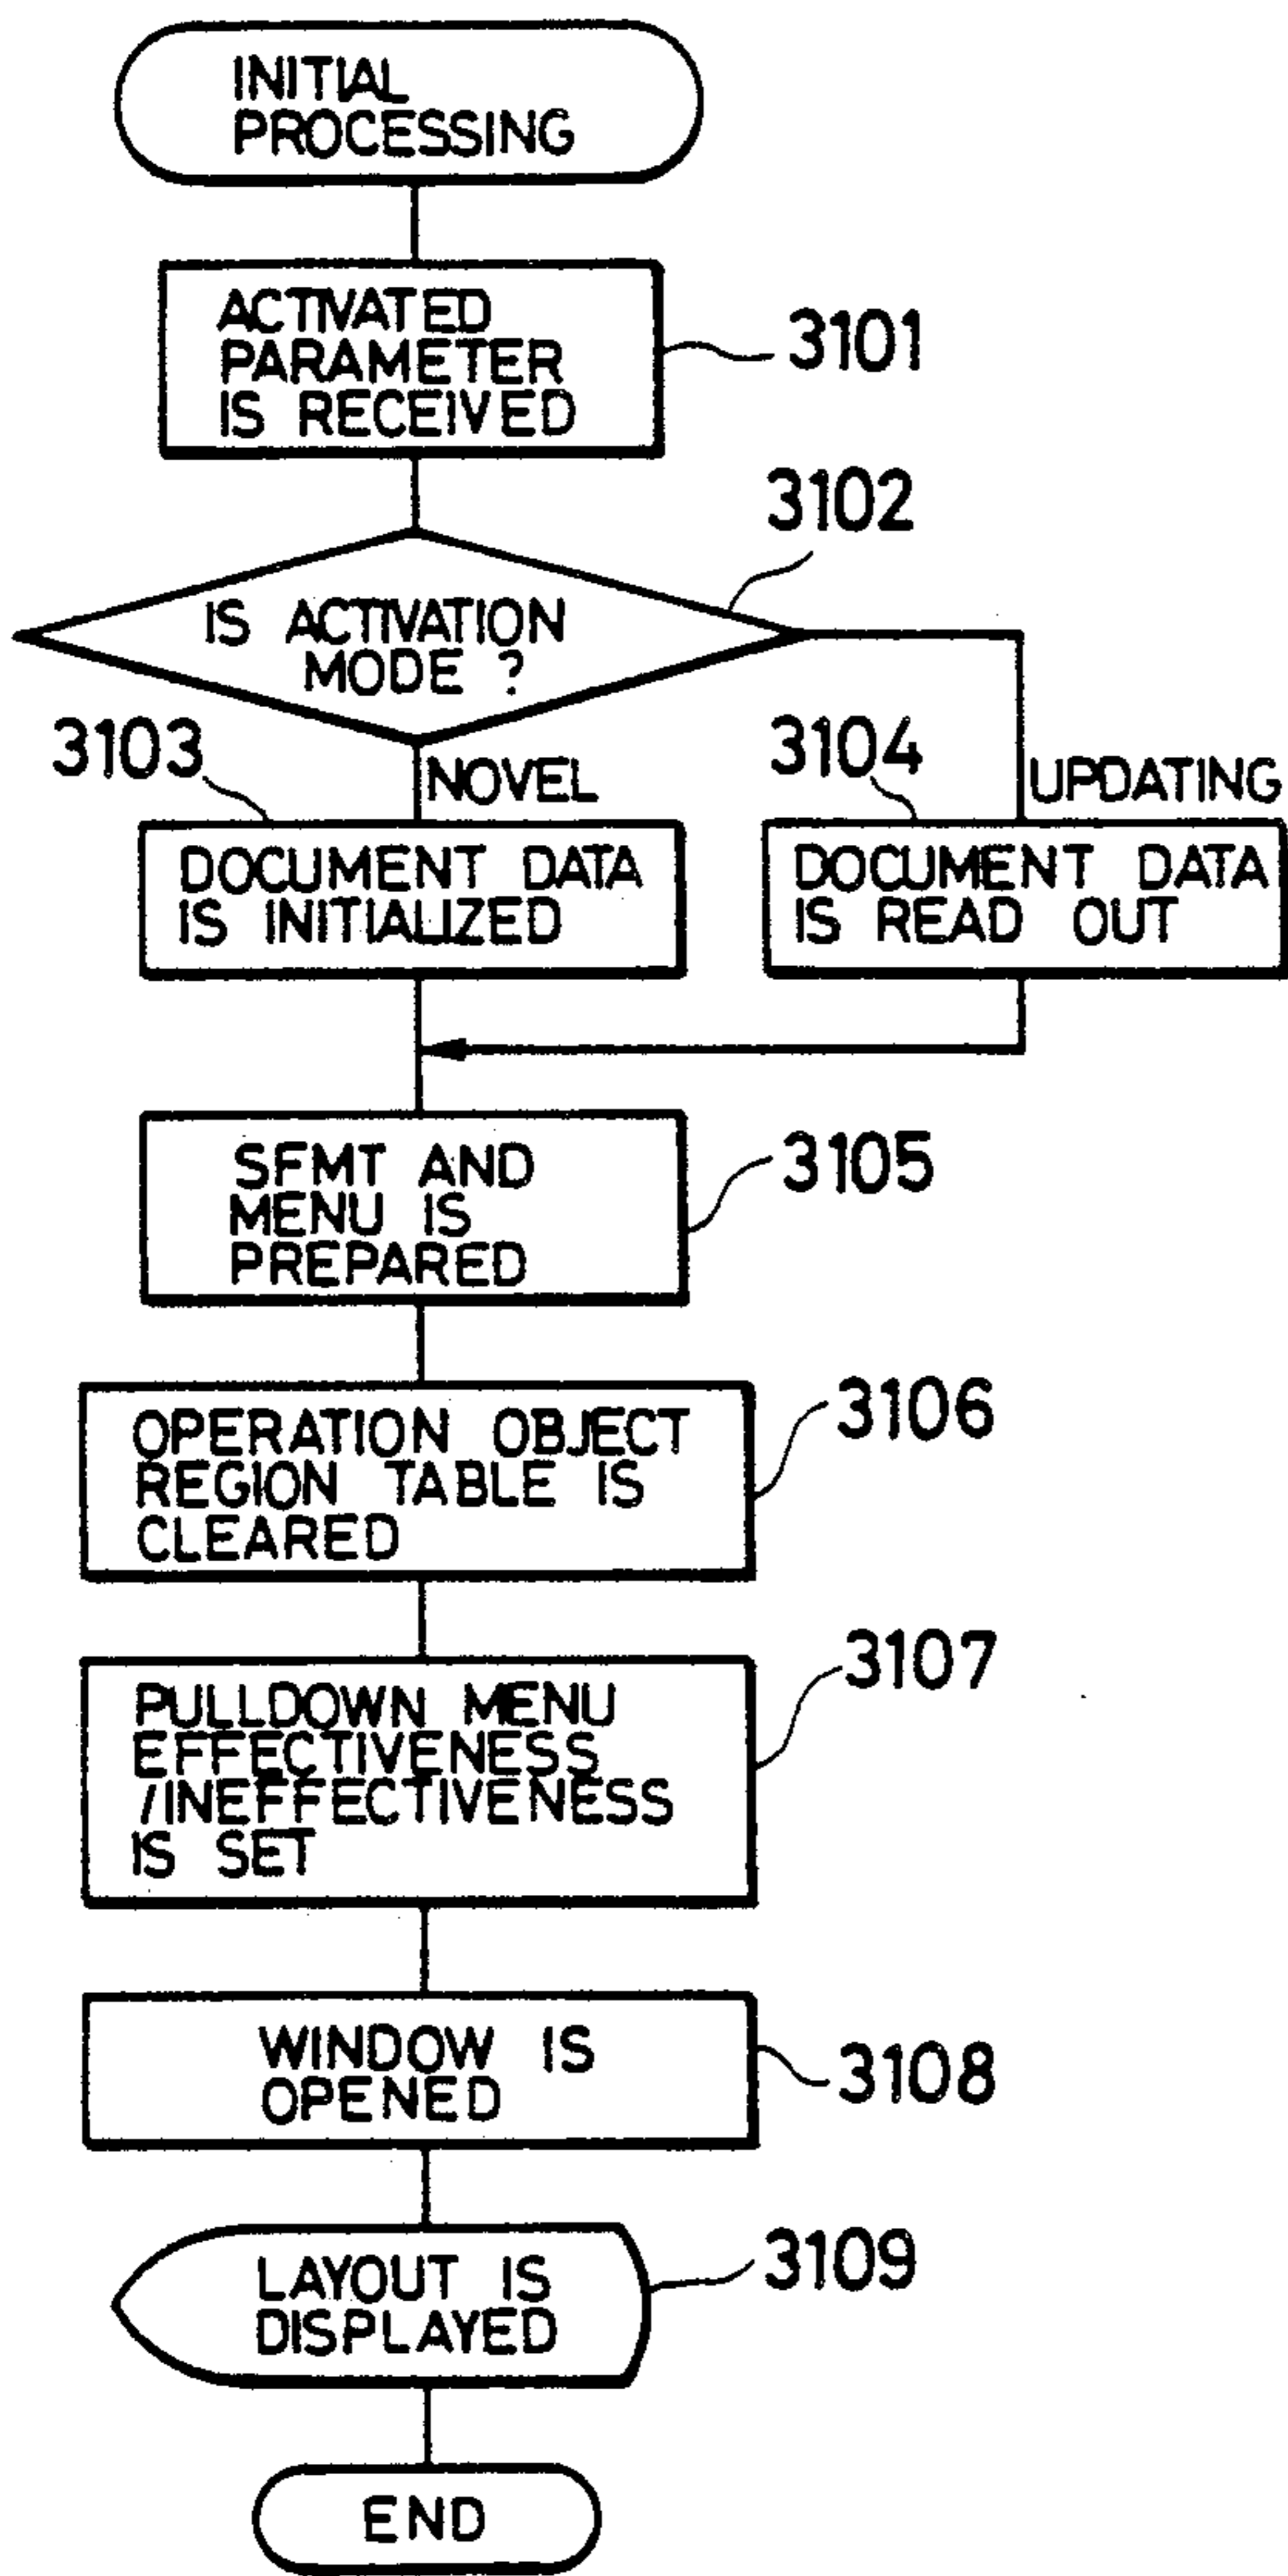 INITIAL
PROCESSING
ACTIVATED
PARAMETER
IS RECEIVED
3101
3102
IS ACTIVATION
MODE ?
3103
NOVEL
3104
UPDATING
DOCUMENT DATA
IS INITIALIZED
DOCUMENT DATA
IS READ OUT
SFMT AND
MENU IS
PREPARED
3105
OPERATION OBJECT
REGION TABLE IS
CLEARED
3106
PULLDOWN MENU
EFFECTIVENESS
/INEFFECTIVENESS
IS SET
3107
WINDOW IS
OPENED
3108
LAYOUT IS
DISPLAYED
3109
END